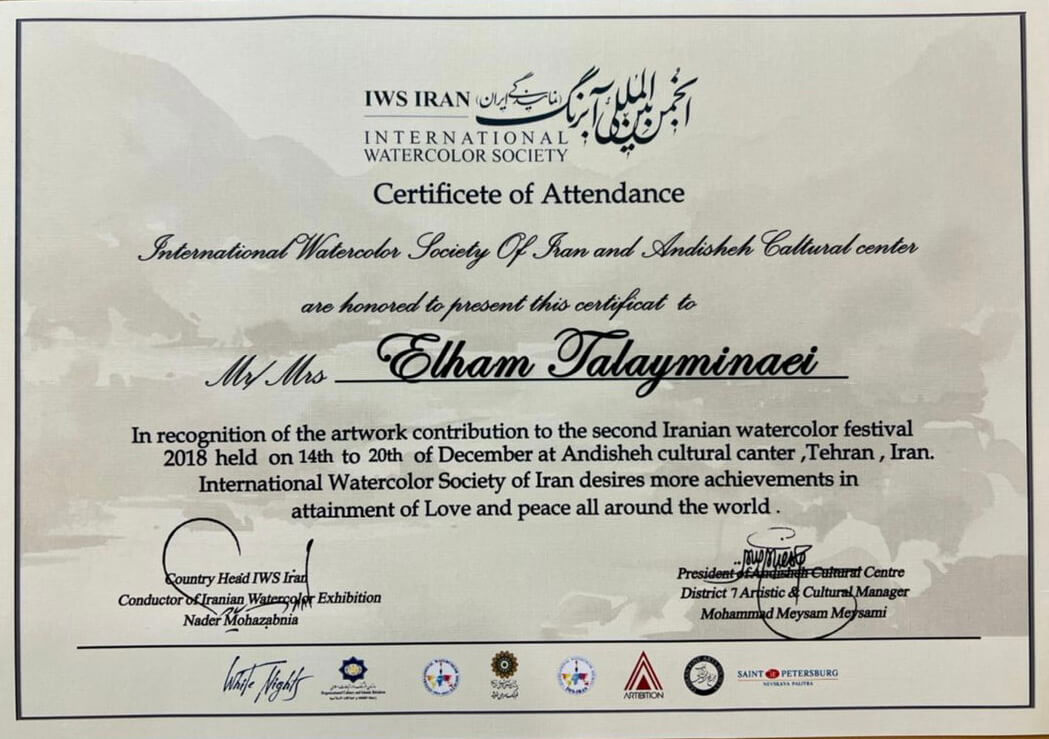 IWS IRAN (نمایندگی ایران) انجمن بین المللی آبرنگ
INTERNATIONAL
WATERCOLOR SOCIETY
Certificete of Attendance
International Watercolor Society Of Iran and Andisheh Caltural center
are honored to present this certificat to
Mr/Mrs Elham Talayminaei
In recognition of the artwork contribution to the second Iranian watercolor festival
2018 held on 14th to 20th of December at Andisheh cultural canter ,Tehran , Iran.
International Watercolor Society of Iran desires more achievements in
attainment of Love and peace all around the world .
Country Head IWS Iran
Conductor of Iranian Watercolor Exhibition
Nader Mohazabnia
President of Andisheh Cultural Centre
District 7 Artistic & Cultural Manager
Mohammad Meysam Meysami
White Nights
ARTIBITION
SAINT PETERSBURG
NEVSKAYA PALITRA